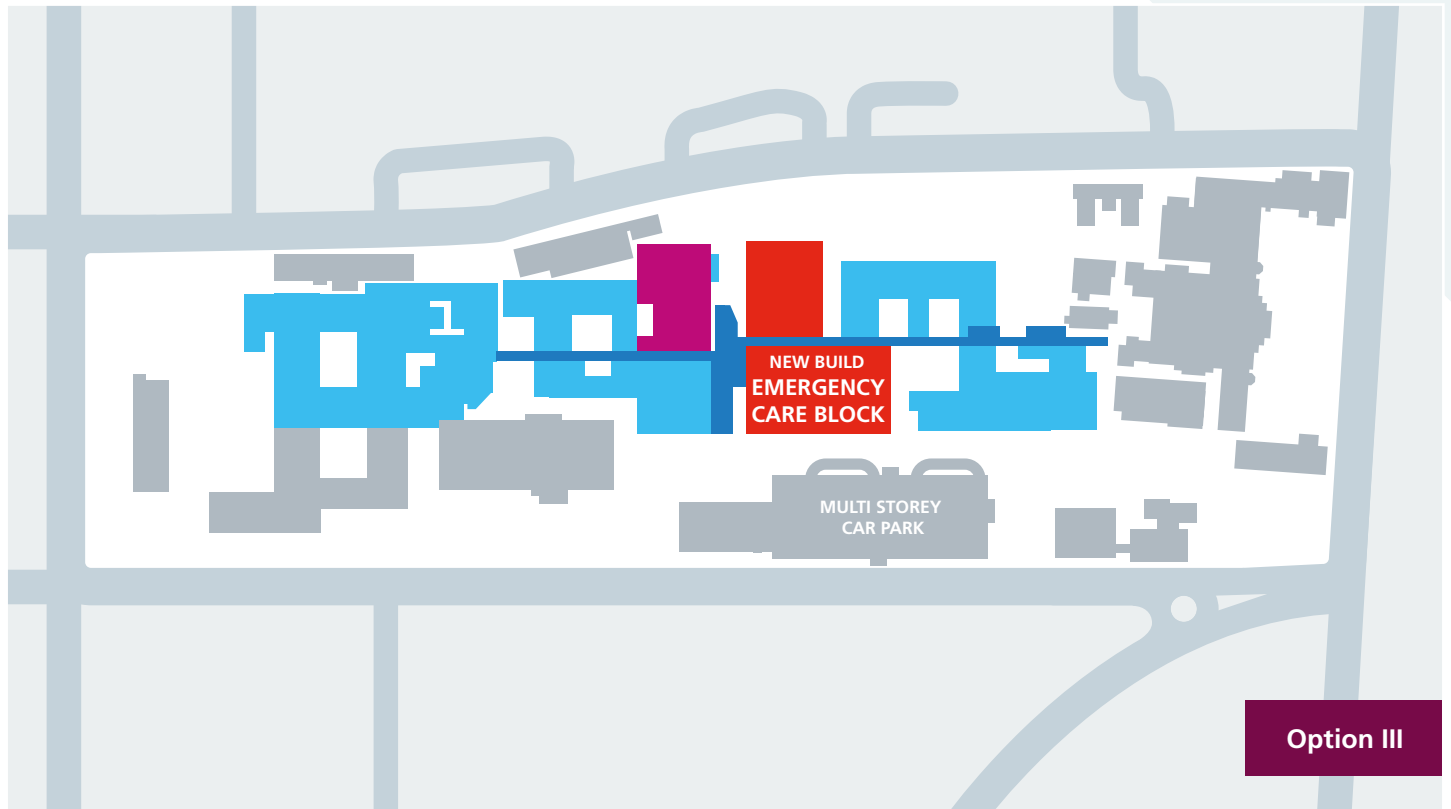 NEW BUILD
EMERGENCY
CARE BLOCK
MULTI STOREY
CAR PARK
Option III